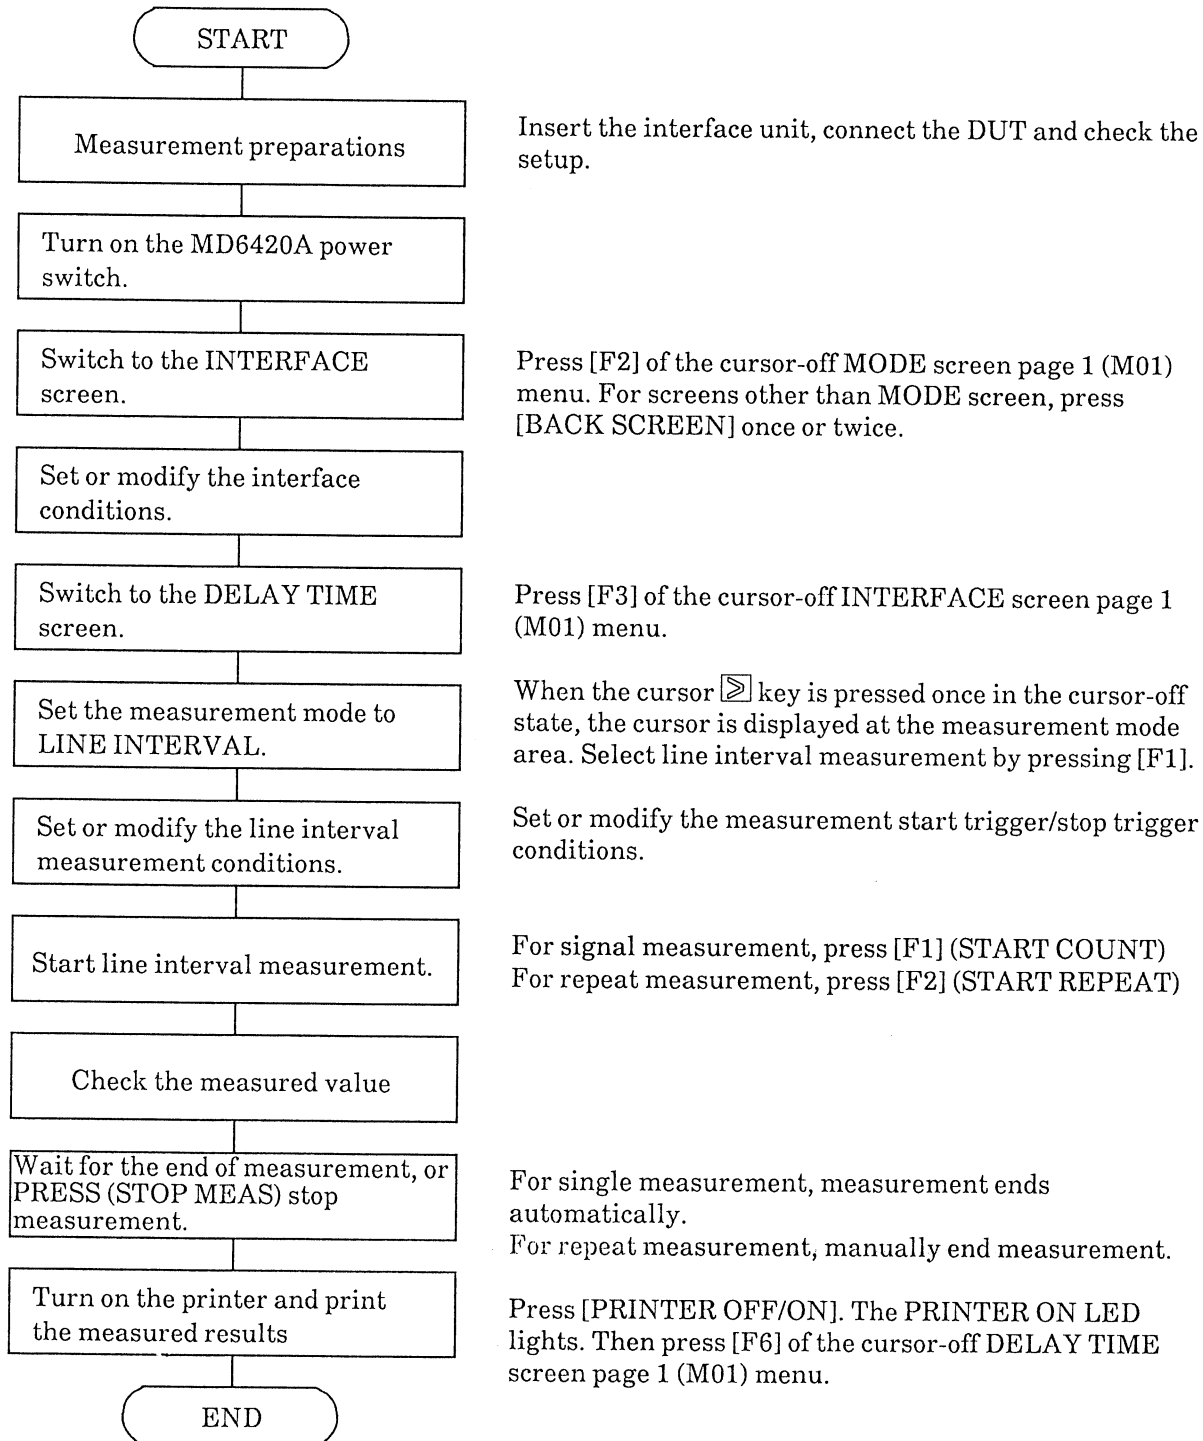 START
Measurement preparations
Insert the interface unit, connect the DUT and check the
setup.
Turn on the MD6420A power
switch.
Switch to the INTERFACE
screen.
Press [F2] of the cursor-off MODE screen page 1 (M01)
menu. For screens other than MODE screen, press
[BACK SCREEN] once or twice.
Set or modify the interface
conditions.
Switch to the DELAY TIME
screen.
Press [F3] of the cursor-off INTERFACE screen page 1
(M01) menu.
Set the measurement mode to
LINE INTERVAL.
When the cursor ⩾ key is pressed once in the cursor-off
state, the cursor is displayed at the measurement mode
area. Select line interval measurement by pressing [F1].
Set or modify the line interval
measurement conditions.
Set or modify the measurement start trigger/stop trigger
conditions.
Start line interval measurement.
For signal measurement, press [F1] (START COUNT)
For repeat measurement, press [F2] (START REPEAT)
Check the measured value
Wait for the end of measurement, or
PRESS (STOP MEAS) stop
measurement.
For single measurement, measurement ends
automatically.
For repeat measurement, manually end measurement.
Turn on the printer and print
the measured results
Press [PRINTER OFF/ON]. The PRINTER ON LED
lights. Then press [F6] of the cursor-off DELAY TIME
screen page 1 (M01) menu.
END